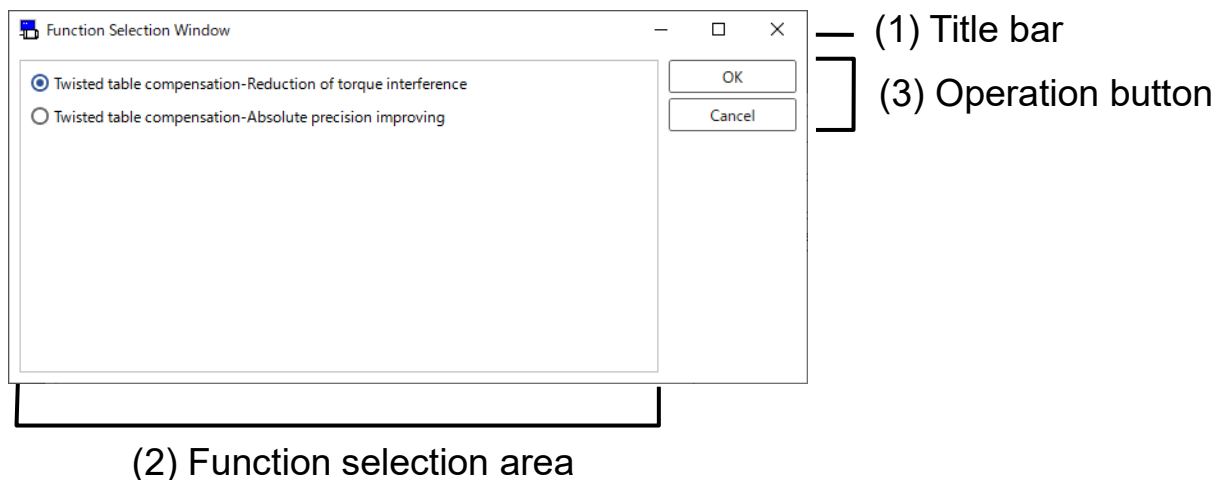 Function Selection Window
(1) Title bar
Twisted table compensation-Reduction of torque interference
OK
(3) Operation button
Twisted table compensation-Absolute precision improving
Cancel
(2) Function selection area